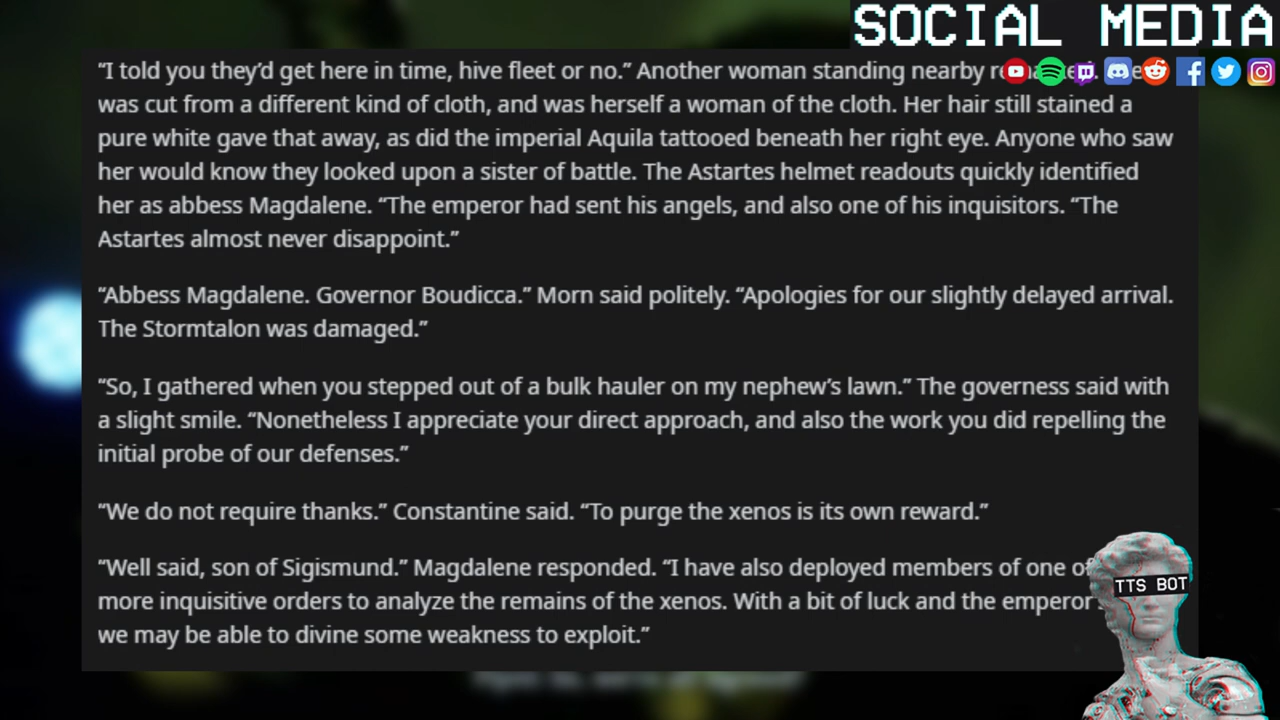 SOCIAL MEDIA
“I told you they’d get here in time, hive fleet or no.” Another woman standing nearby
was cut from a different kind of cloth, and was herself a woman of the cloth. Her hair still stained a
pure white gave that away, as did the imperial Aquila tattooed beneath her right eye. Anyone who saw
her would know they looked upon a sister of battle. The Astartes helmet readouts quickly identified
her as abbess Magdalene. “The emperor had sent his angels, and also one of his inquisitors. “The
Astartes almost never disappoint.”
“Abbess Magdalene. Governor Boudicca.” Morn said politely. “Apologies for our slightly delayed arrival.
The Stormtalon was damaged.”
“So, I gathered when you stepped out of a bulk hauler on my nephew’s lawn.” The governess said with
a slight smile. “Nonetheless I appreciate your direct approach, and also the work you did repelling the
initial probe of our defenses.”
“We do not require thanks.” Constantine said. “To purge the xenos is its own reward.”
“Well said, son of Sigismund.” Magdalene responded. “I have also deployed members of one of
more inquisitive orders to analyze the remains of the xenos. With a bit of luck and the emperor’s
we may be able to divine some weakness to exploit.”
TTS BOT